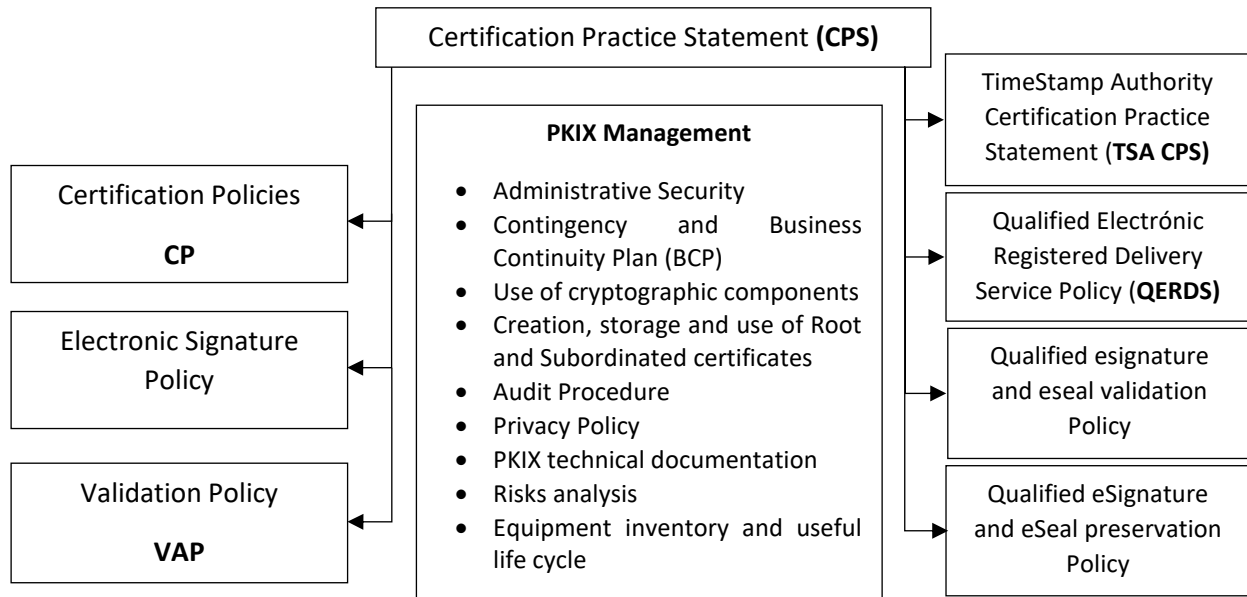 Certification Practice Statement (CPS)
TimeStamp Authority
Certification Practice
Statement (TSA CPS)
PKIX Management
Certification Policies
CP
• Administrative Security
• Contingency and Business
Continuity Plan (BCP)
• Use of cryptographic components
• Creation, storage and use of Root
and Subordinated certificates
• Audit Procedure
• Privacy Policy
• PKIX technical documentation
• Risks analysis
• Equipment inventory and useful
life cycle
Qualified Electrónic
Registered Delivery
Service Policy (QERDS)
Electronic Signature
Policy
Qualified esignature
and eseal validation
Policy
Validation Policy
VAP
Qualified eSignature
and eSeal preservation
Policy